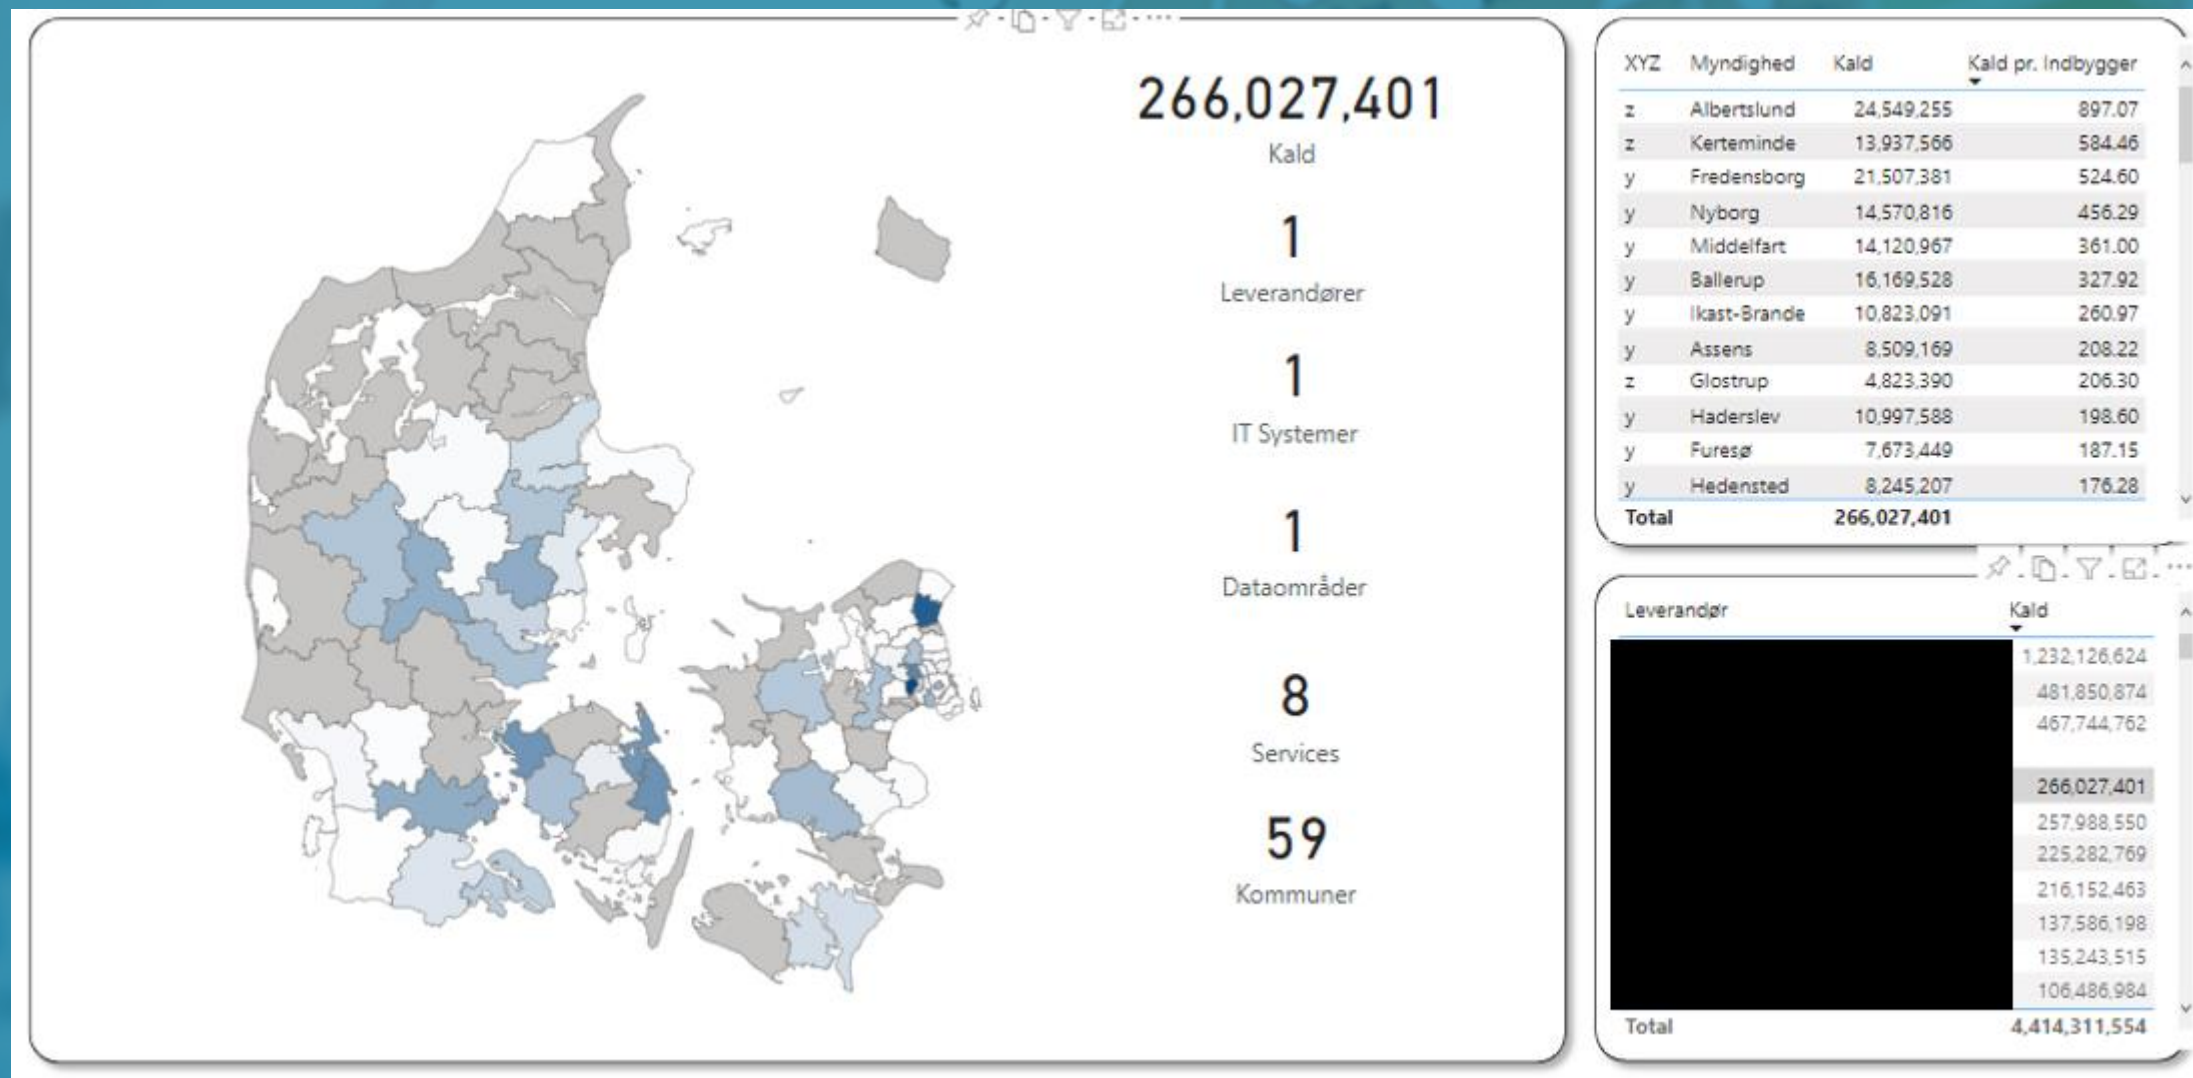 266,027,401
Kald
1
Leverandører
1
IT Systemer
1
Dataområder
8
Services
59
Kommuner
XYZ Myndighed Kald Kald pr. Indbygger
z Albertslund 24,549,255 897.07
z Kerteminde 13,937,566 584.46
y Fredensborg 21,507,381 524.60
y Nyborg 14,570,816 456.29
y Middelfart 14,120,967 361.00
y Ballerup 16,169,528 327.92
y Ikast-Brande 10,823,091 260.97
y Assens 8,509,169 208.22
z Glostrup 4,823,390 206.30
y Haderslev 10,997,588 198.60
y Furesø 7,673,449 187.15
y Hedensted 8,245,207 176.28
Total 266,027,401
Leverandør Kald
1,232,126,624
481,850,874
467,744,762
266,027,401
257,988,550
225,282,769
216,152,463
137,586,198
135,243,515
106,486,984
Total 4,414,311,554